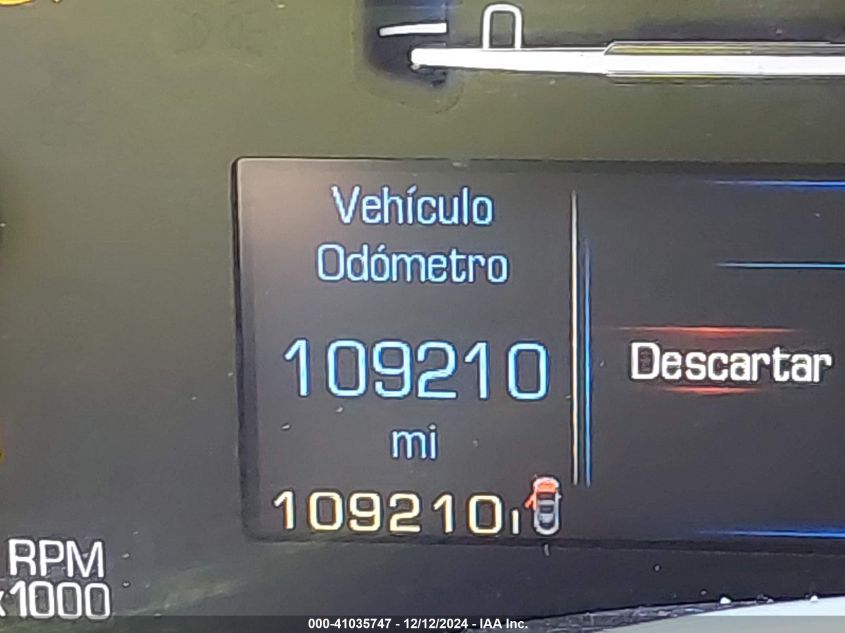 Vehículo
Odómetro
109210
mi
109210
Descartar
RPM
x1000
000-41035747 - 12/12/2024 - IAA Inc.